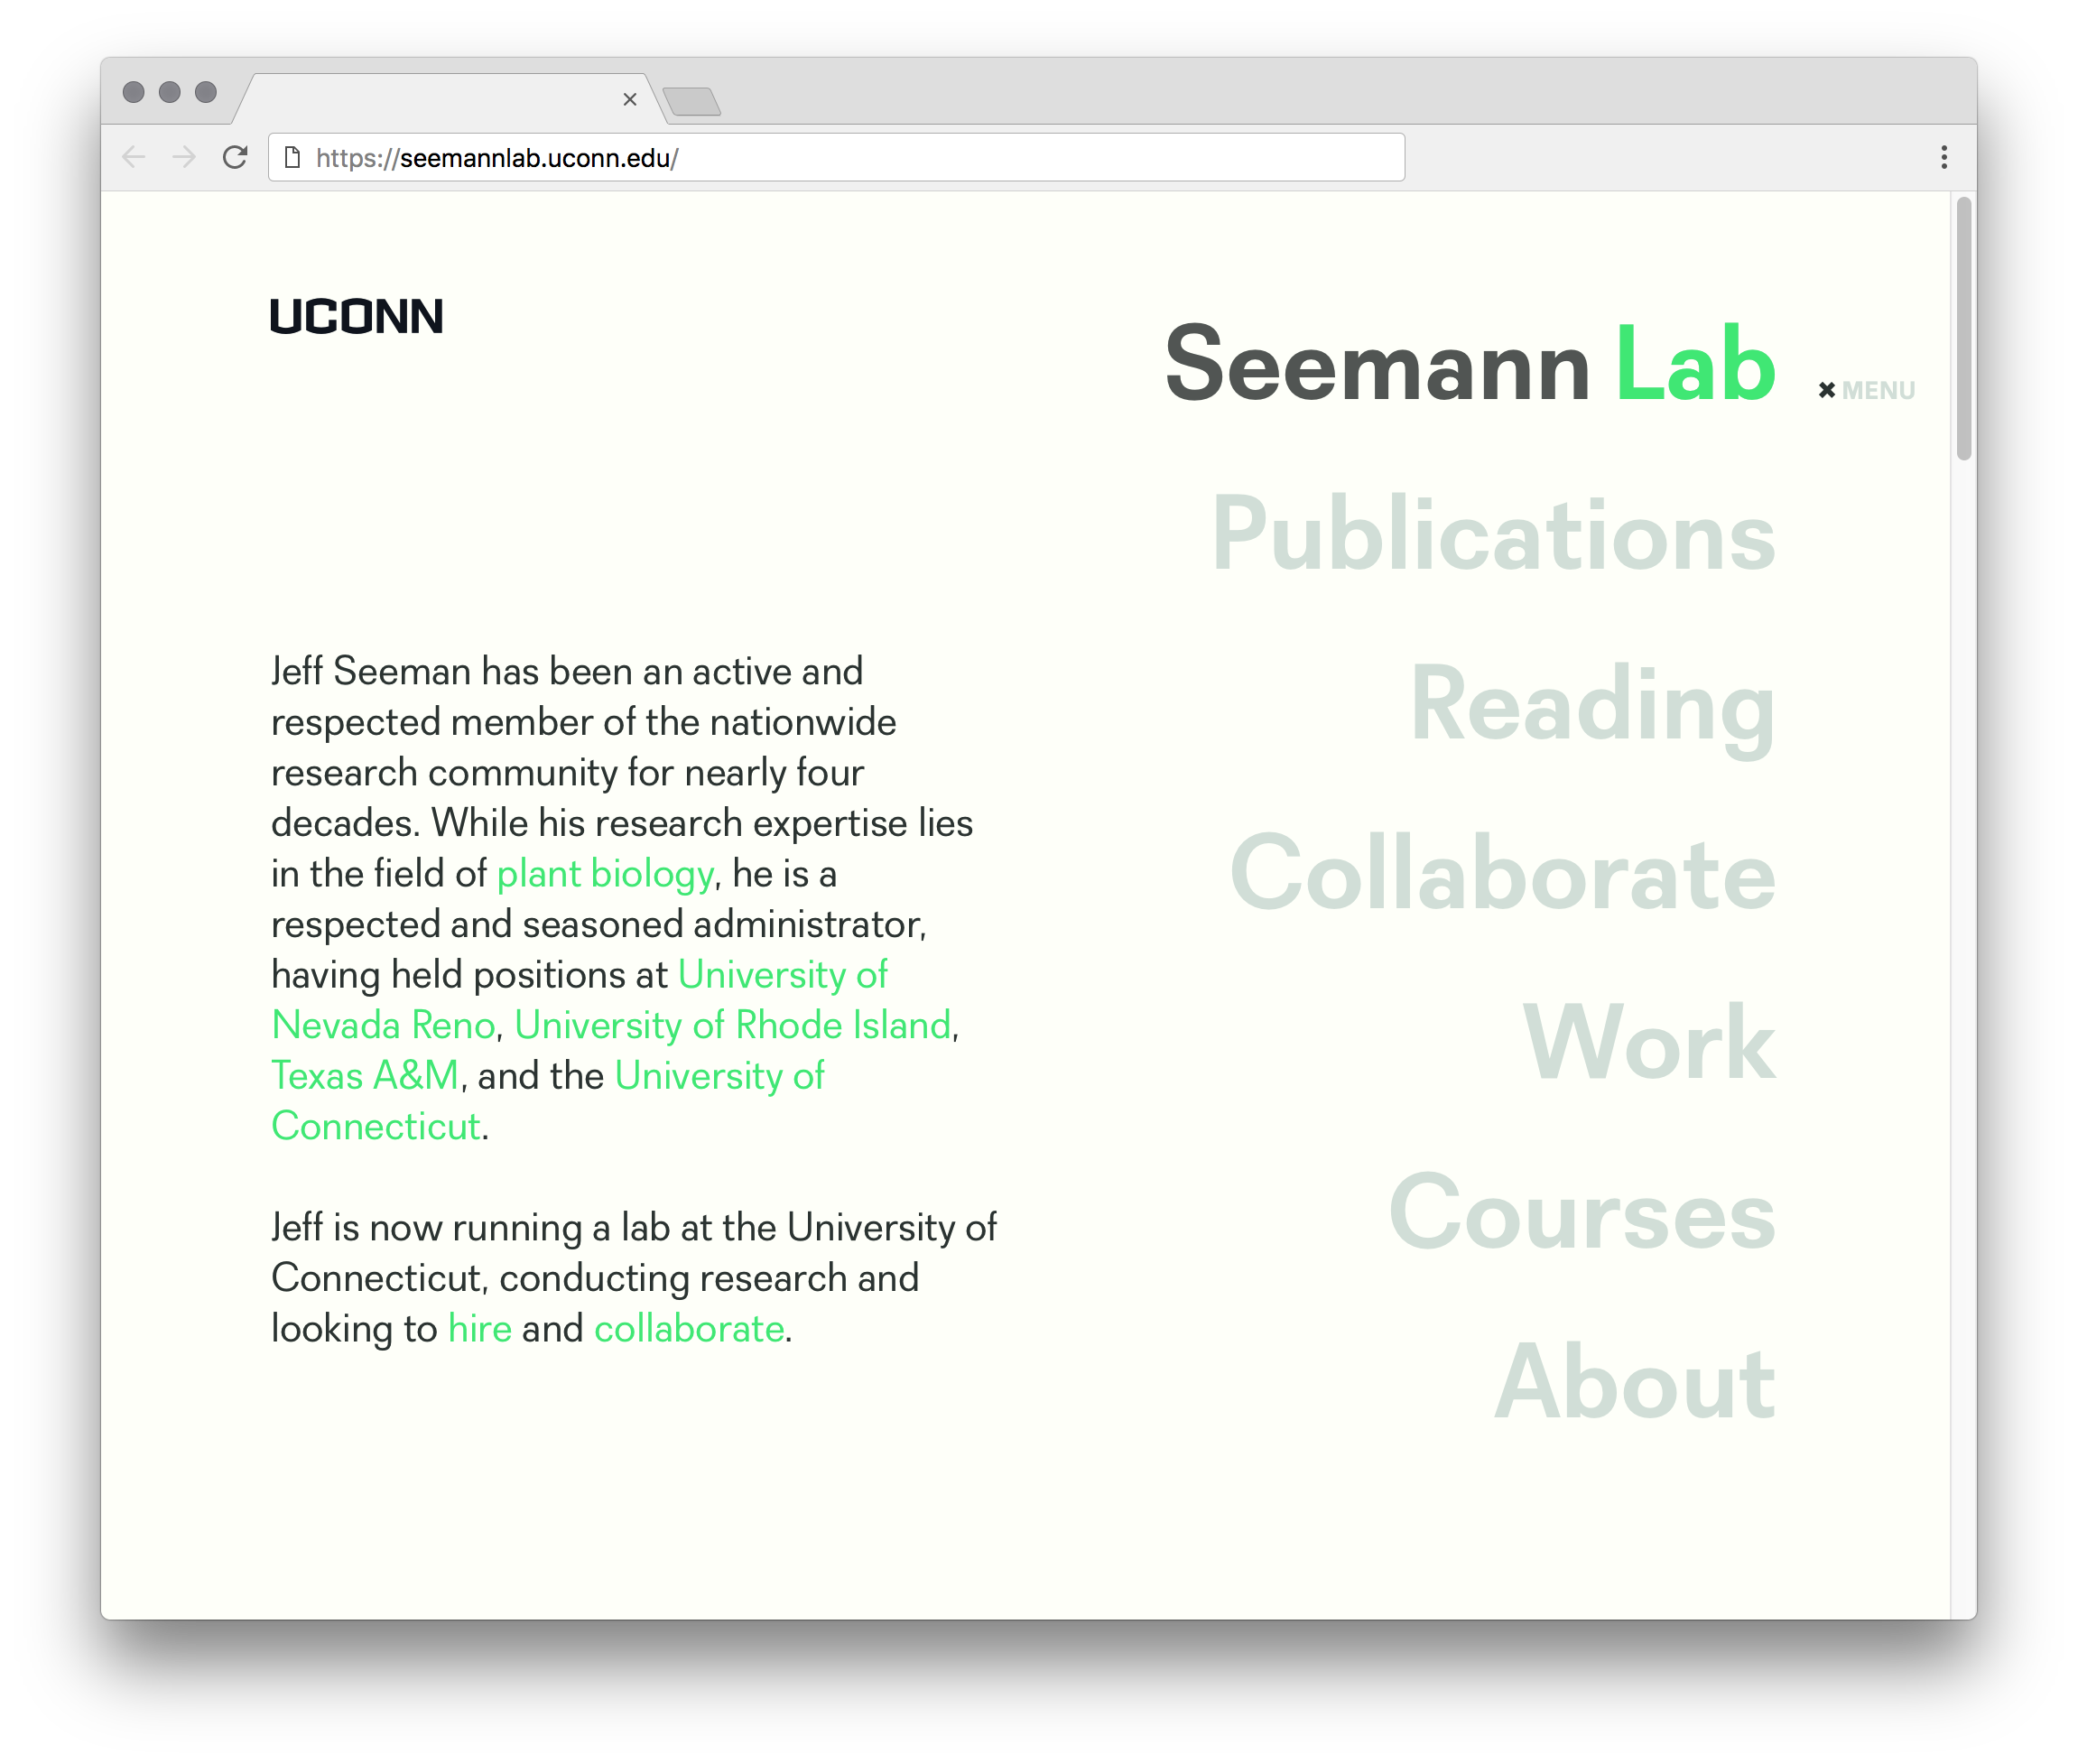 https://seemannlab.uconn.edu/
UCONN
Seemann Lab
✖ MENU
Publications
Reading
Collaborate
Work
Courses
About
Jeff Seeman has been an active and
respected member of the nationwide
research community for nearly four
decades. While his research expertise lies
in the field of plant biology, he is a
respected and seasoned administrator,
having held positions at University of
Nevada Reno, University of Rhode Island,
Texas A&M, and the University of
Connecticut.
Jeff is now running a lab at the University of
Connecticut, conducting research and
looking to hire and collaborate.